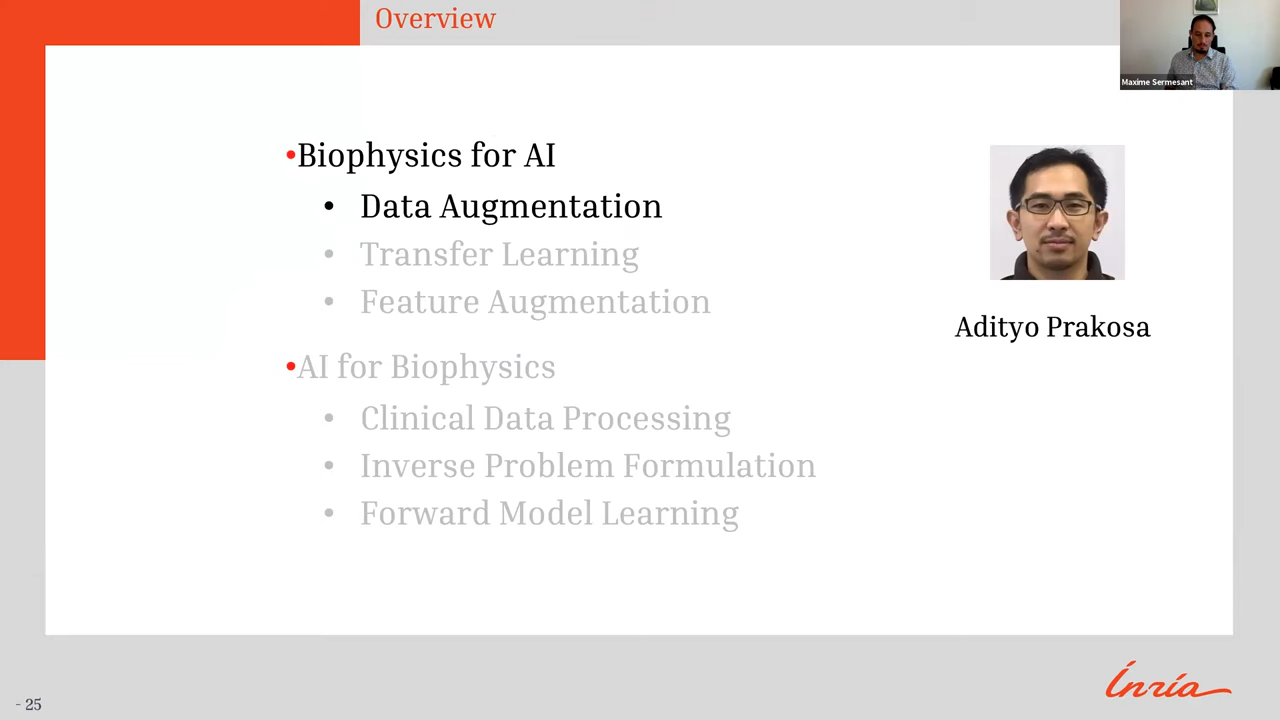 Overview
Maxime Sermesant
•Biophysics for AI
• Data Augmentation
• Transfer Learning
• Feature Augmentation
Adityo Prakosa
•AI for Biophysics
• Clinical Data Processing
• Inverse Problem Formulation
• Forward Model Learning
Inria
- 25